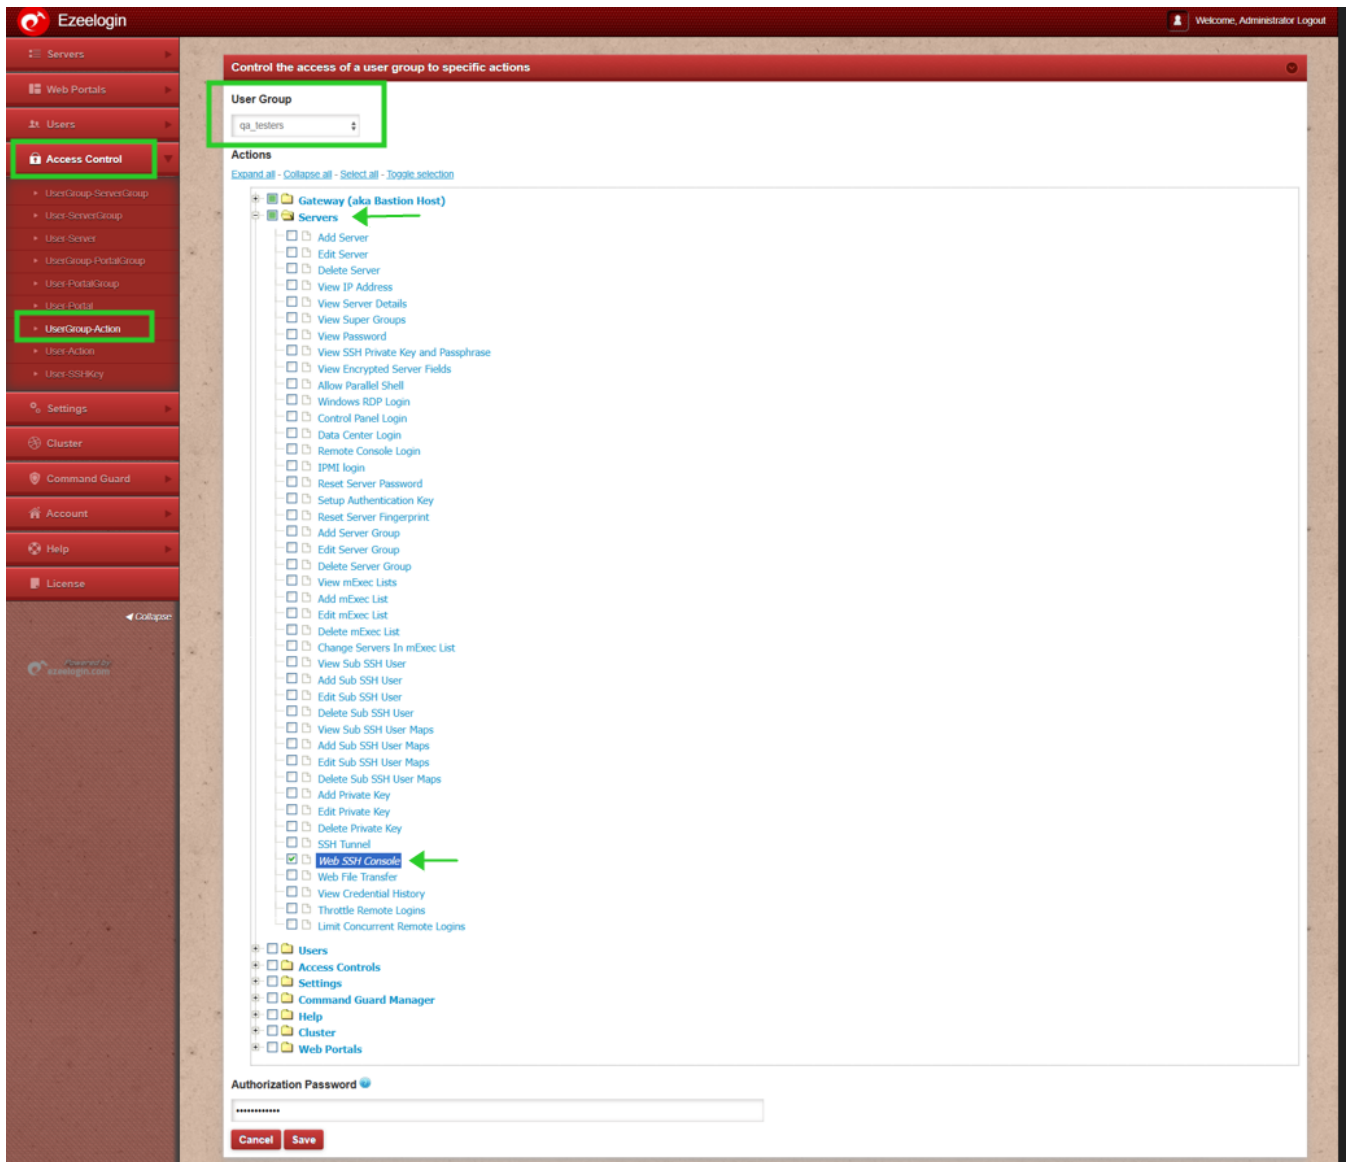 Ezeelogin
Welcome, Administrator Logout
Servers
Web Portals
Users
Access Control
UserGroup-ServerGroup
User-ServerGroup
User-Server
UserGroup-PortalGroup
User-PortalGroup
User-Portal
UserGroup-Action
User-Action
User-SSHKey
Settings
Cluster
Command Guard
Account
Help
License
Collapse
Powered by
ezeelogin.com
Control the access of a user group to specific actions
User Group
qa_testers
Actions
Expand all - Collapse all - Select all - Toggle selection
Gateway (aka Bastion Host)
Servers
Add Server
Edit Server
Delete Server
View IP Address
View Server Details
View Super Groups
View Password
View SSH Private Key and Passphrase
View Encrypted Server Fields
Allow Parallel Shell
Windows RDP Login
Control Panel Login
Data Center Login
Remote Console Login
IPMI login
Reset Server Password
Setup Authentication Key
Reset Server Fingerprint
Add Server Group
Edit Server Group
Delete Server Group
View mExec Lists
Add mExec List
Edit mExec List
Delete mExec List
Change Servers In mExec List
View Sub SSH User
Add Sub SSH User
Edit Sub SSH User
Delete Sub SSH User
View Sub SSH User Maps
Add Sub SSH User Maps
Edit Sub SSH User Maps
Delete Sub SSH User Maps
Add Private Key
Edit Private Key
Delete Private Key
SSH Tunnel
Web SSH Console
Web File Transfer
View Credential History
Throttle Remote Logins
Limit Concurrent Remote Logins
Users
Access Controls
Settings
Command Guard Manager
Help
Cluster
Web Portals
Authorization Password
••••••••••••
Cancel Save